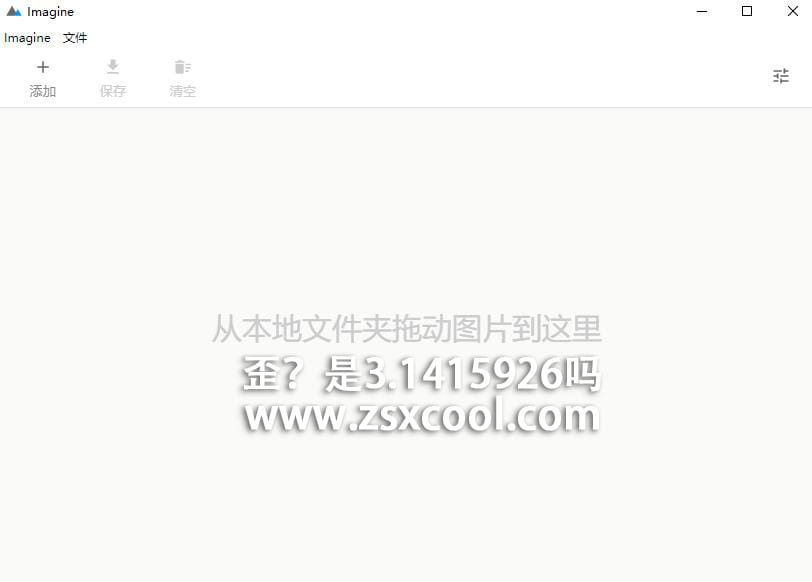 Imagine
Imagine 文件
添加 保存 清空
从本地文件夹拖动图片到这里
歪？是3.1415926吗
www.zsxcool.com